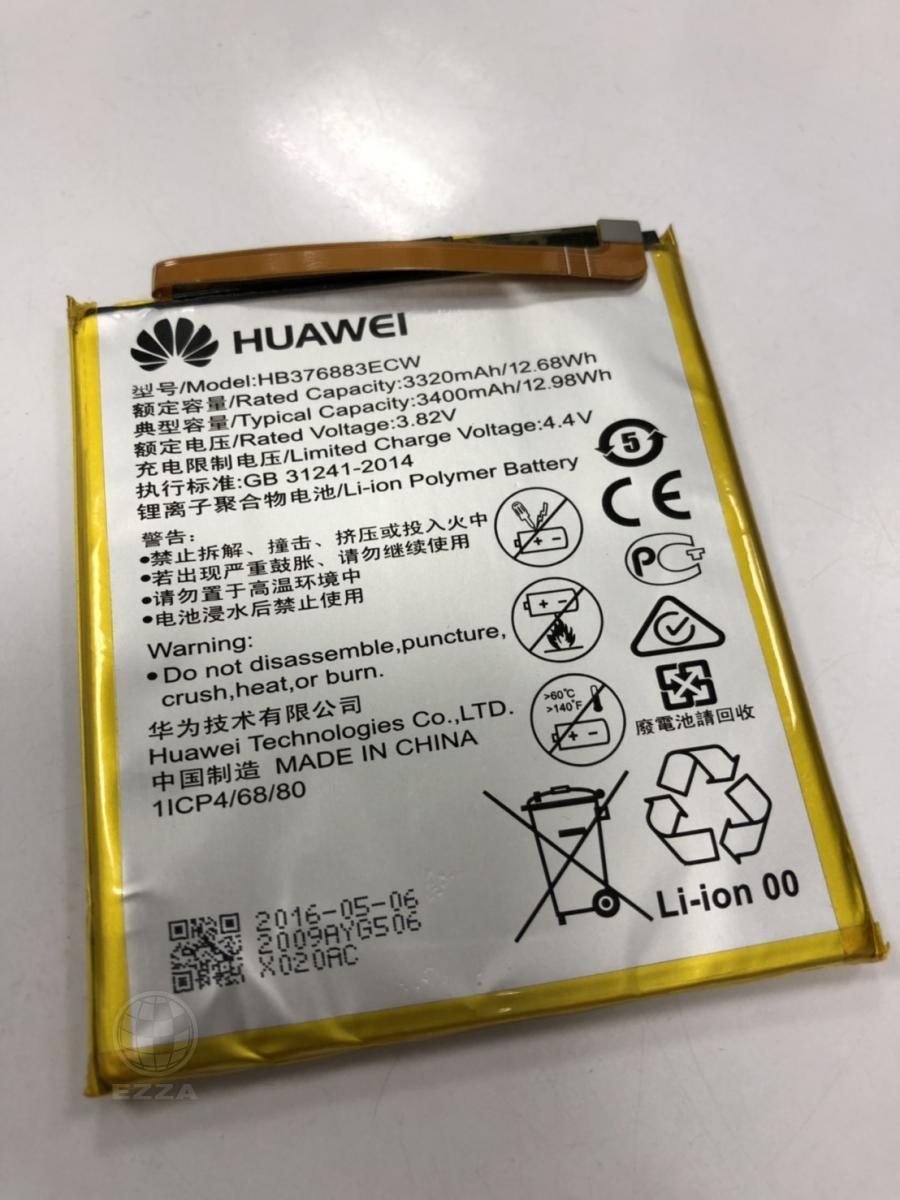 HUAWEI
型号/Model:HB376883ECW
额定容量/Rated Capacity:3320mAh/12.68Wh
典型容量/Typical Capacity:3400mAh/12.98Wh
额定电压/Rated Voltage:3.82V
充电限制电压/Limited Charge Voltage:4.4V
执行标准:GB 31241-2014
锂离子聚合物电池/Li-ion Polymer Battery
5
CE
PCT
警告:
•禁止拆解、撞击、挤压或投入火中
•若出现严重鼓胀、请勿继续使用
•请勿置于高温环境中
•电池浸水后禁止使用
Warning:
•Do not disassemble,puncture,
crush,heat,or burn.
>60℃
>140℉
廢電池請回收
华为技术有限公司
Huawei Technologies Co.,LTD.
中国制造 MADE IN CHINA
1ICP4/68/80
Li-ion 00
2016-05-06
2009AYG506
X020AC
EZZA